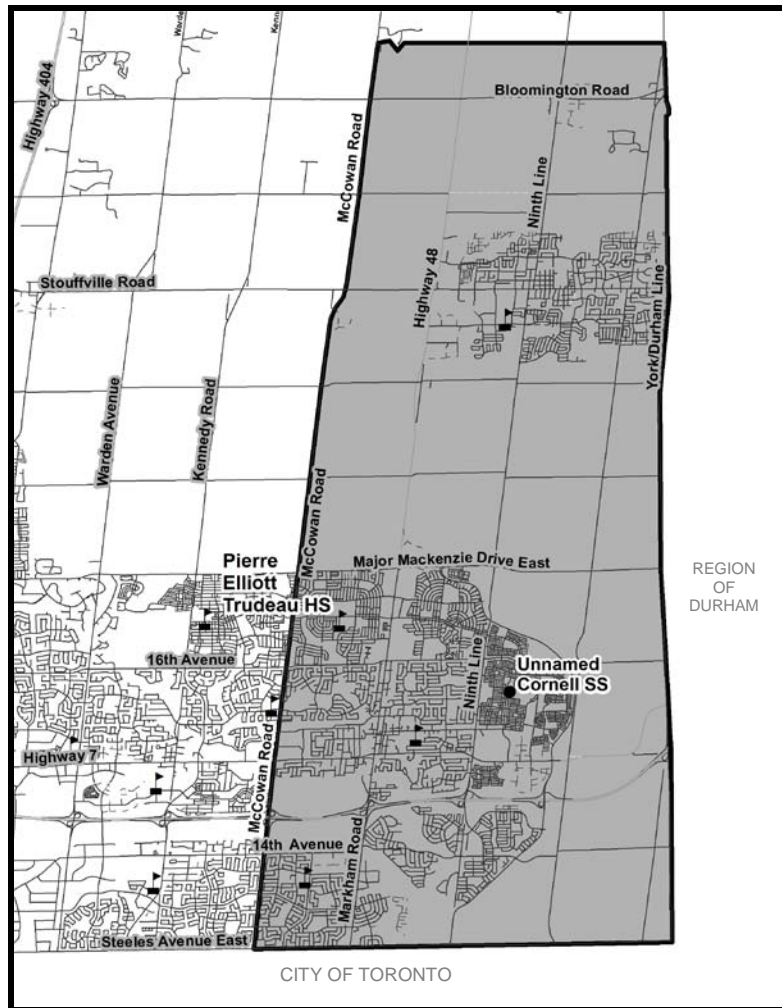 Warde
Kenn
Highway 404
Bloomington Road
McCowan Road
Ninth Line
Highway 48
Stouffville Road
York/Durham Line
Warden Avenue
Kennedy Road
McCowan Road
Major Mackenzie Drive East
Pierre
Elliott
Trudeau HS
REGION
OF
DURHAM
16th Avenue
Ninth Line
Unnamed
Cornell SS
Highway 7
McCowan Road
14th Avenue
Markham Road
Steeles Avenue East
CITY OF TORONTO